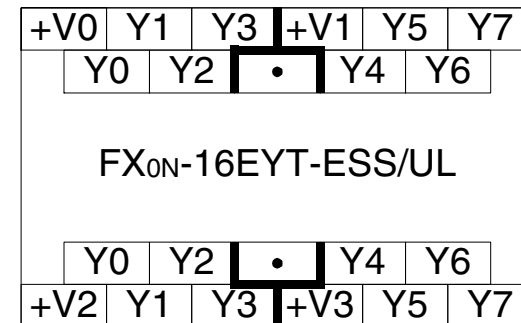 +V0 Y1 Y3 +V1 Y5 Y7
Y0 Y2 • Y4 Y6
FX0N-16EYT-ESS/UL
Y0 Y2 • Y4 Y6
+V2 Y1 Y3 +V3 Y5 Y7